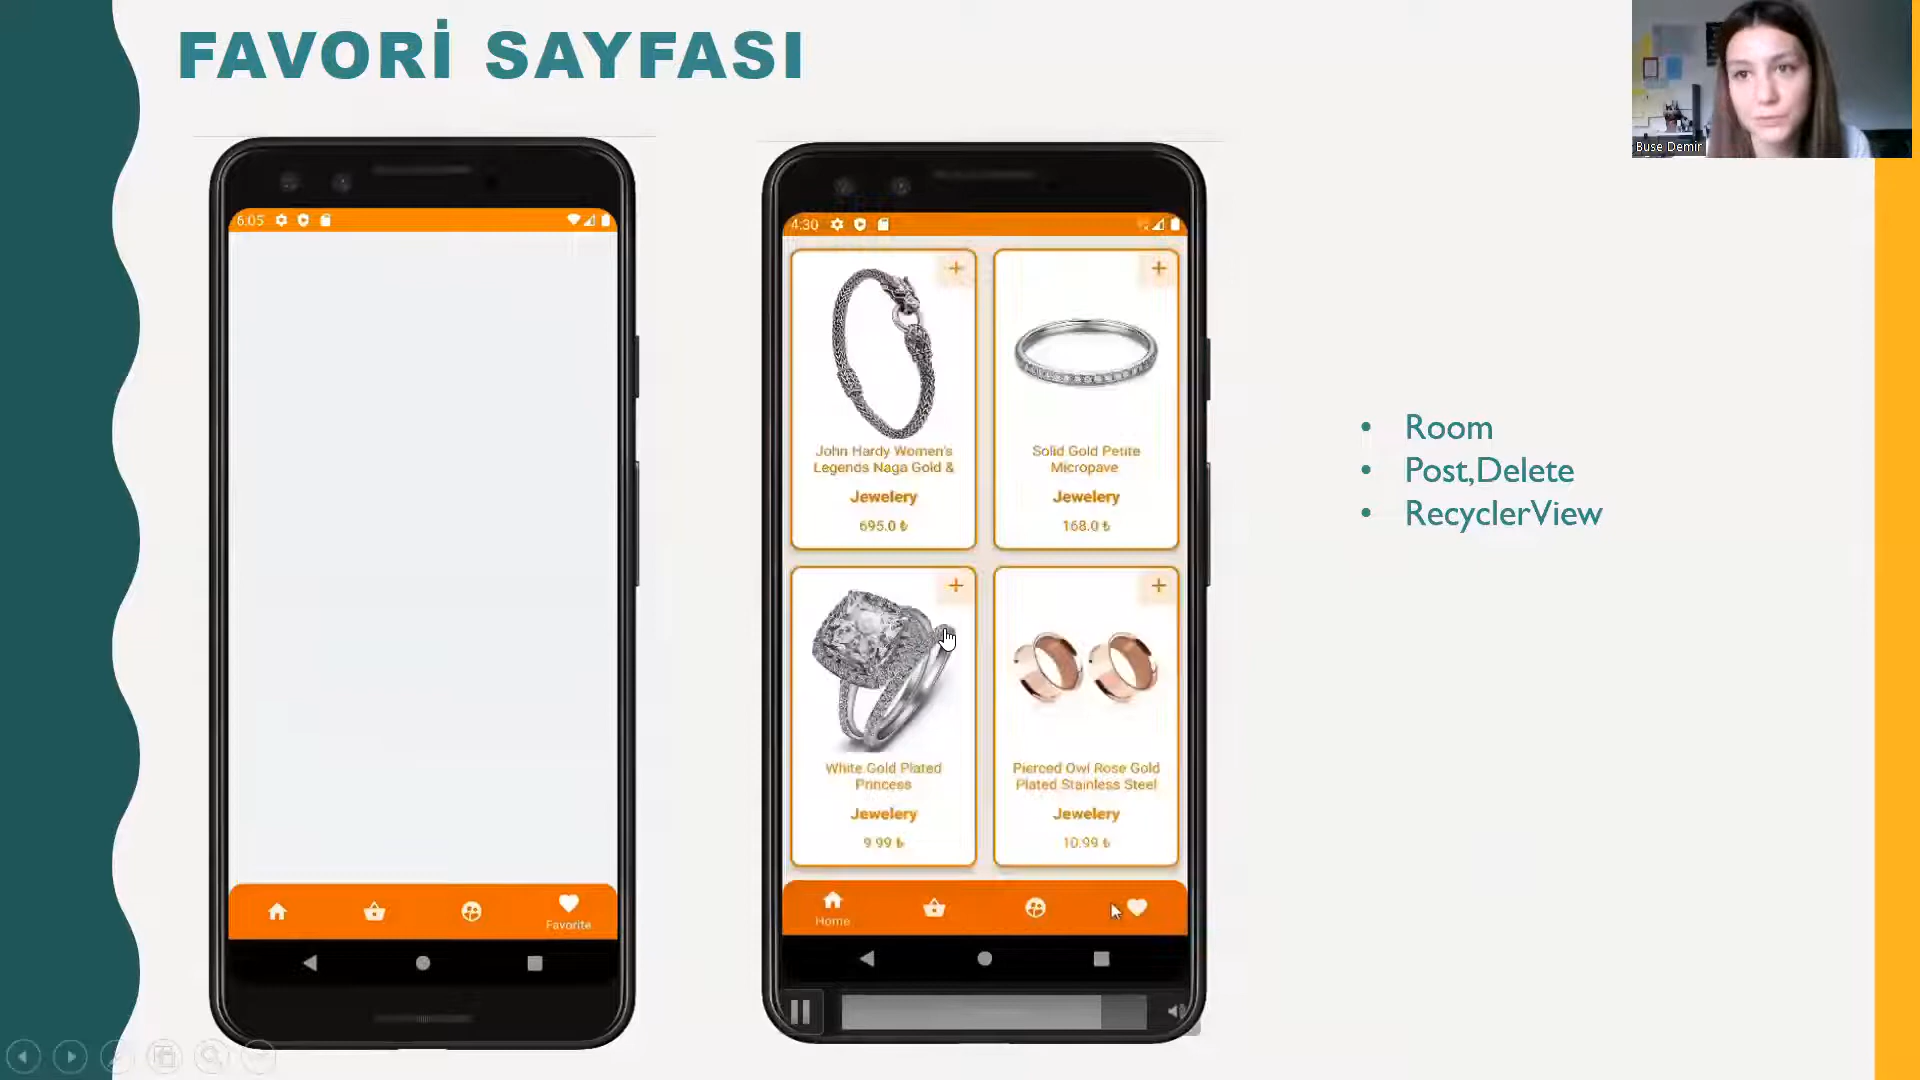 FAVORİ SAYFASI
Buse Demir
6:05
Favorite
4:30
+
+
John Hardy Women's
Legends Naga Gold &
Jewelery
695.0 ₺
Solid Gold Petite
Micropave
Jewelery
168.0 ₺
+
+
White Gold Plated
Princess
Jewelery
9.99 ₺
Pierced Owl Rose Gold
Plated Stainless Steel
Jewelery
10.99 ₺
Home
• Room
• Post,Delete
• RecyclerView